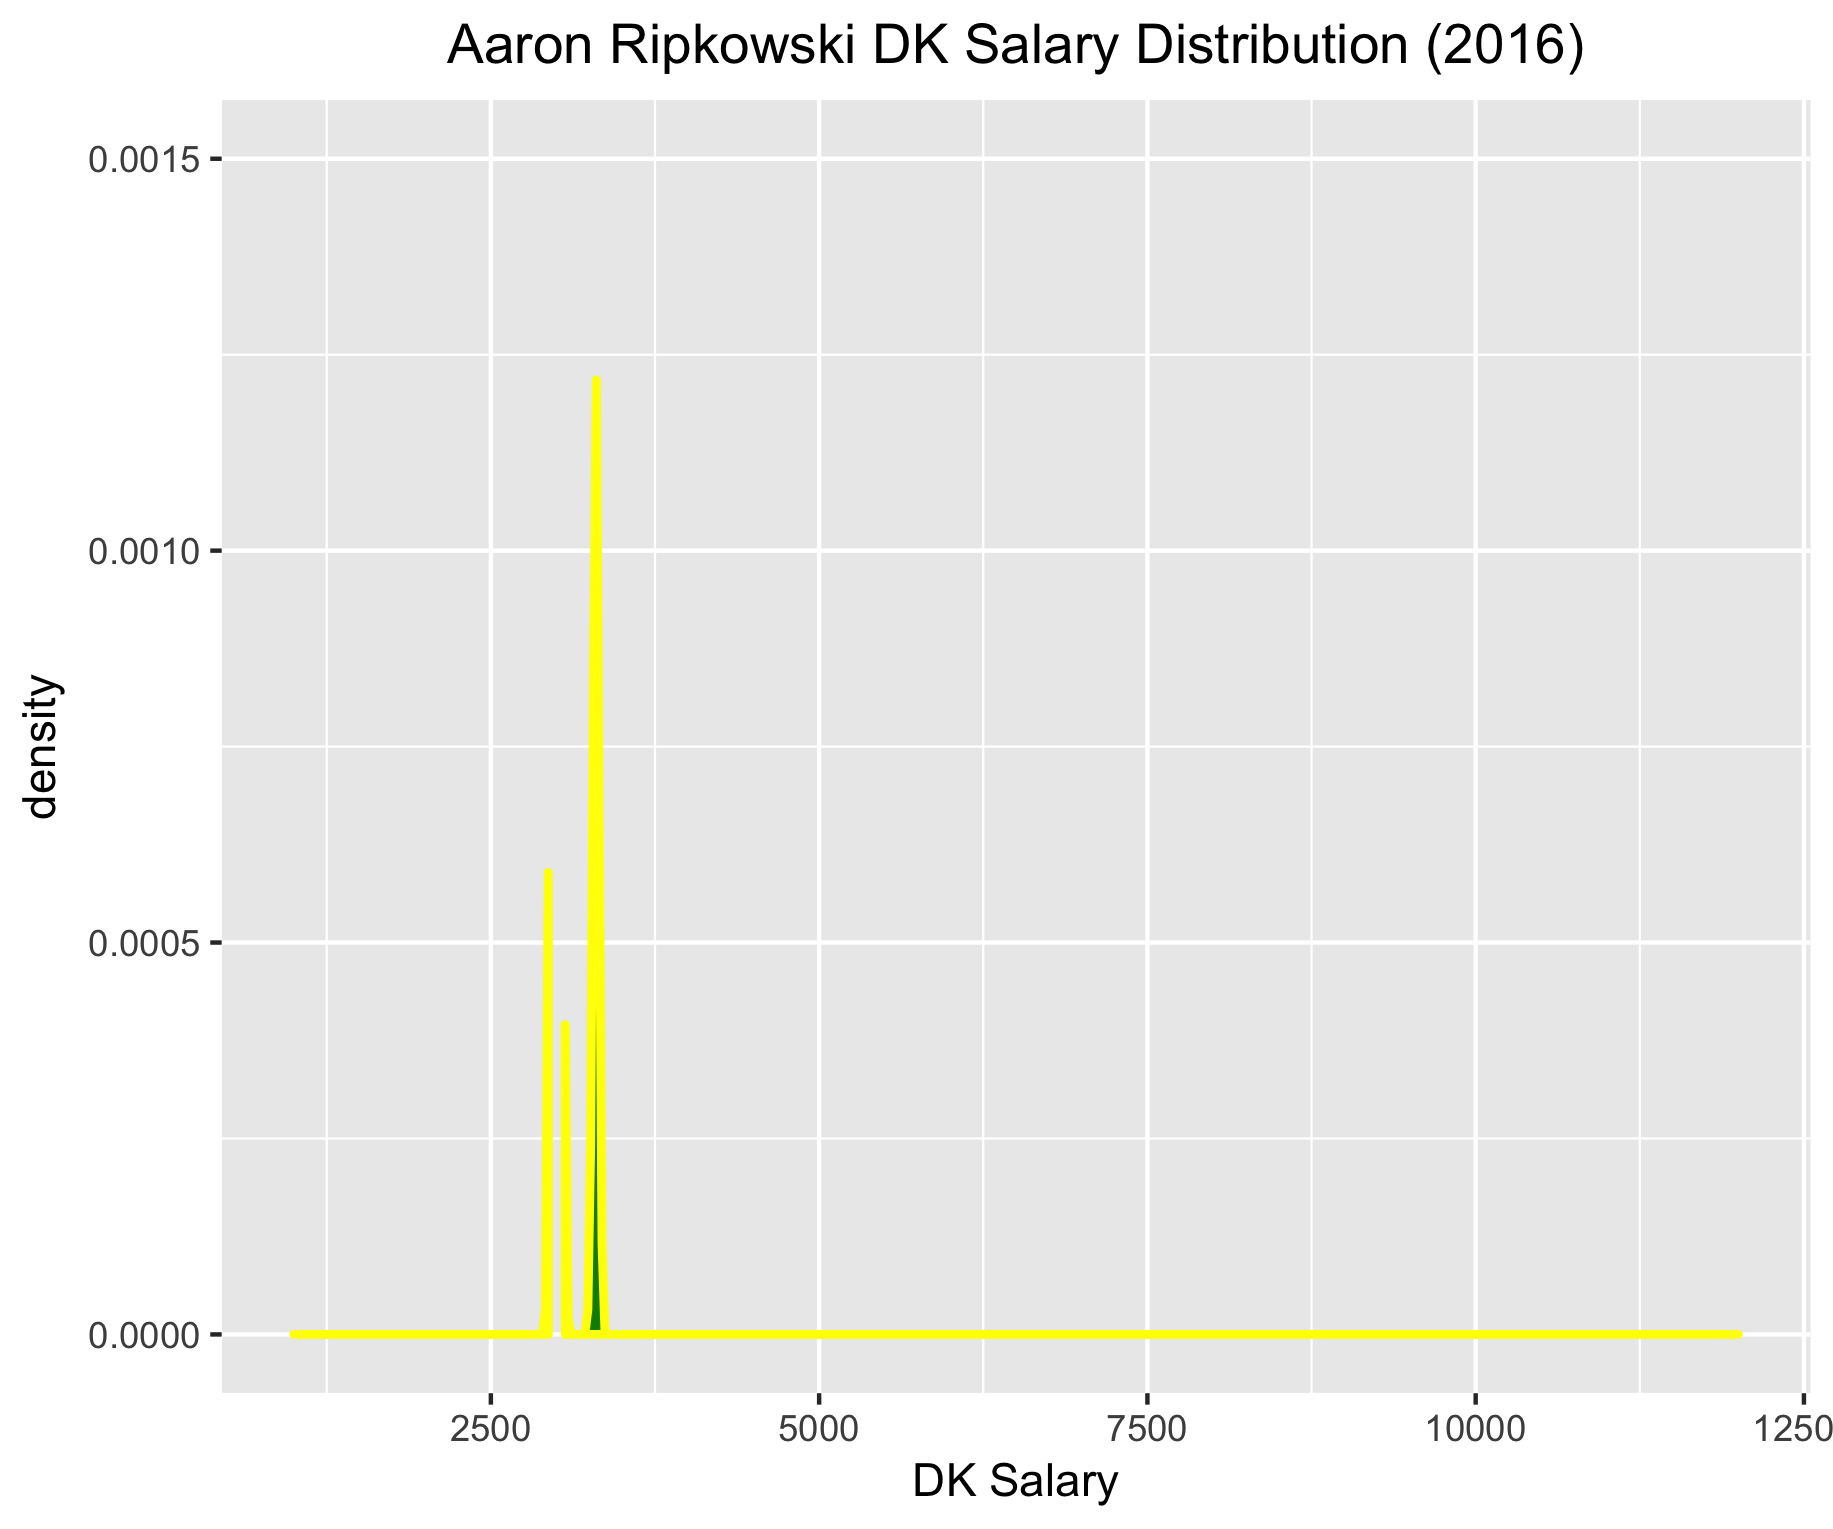 Aaron Ripkowski DK Salary Distribution (2016)
0.0015
0.0010
0.0005
0.0000
density
2500 5000 7500 10000 1250
DK Salary